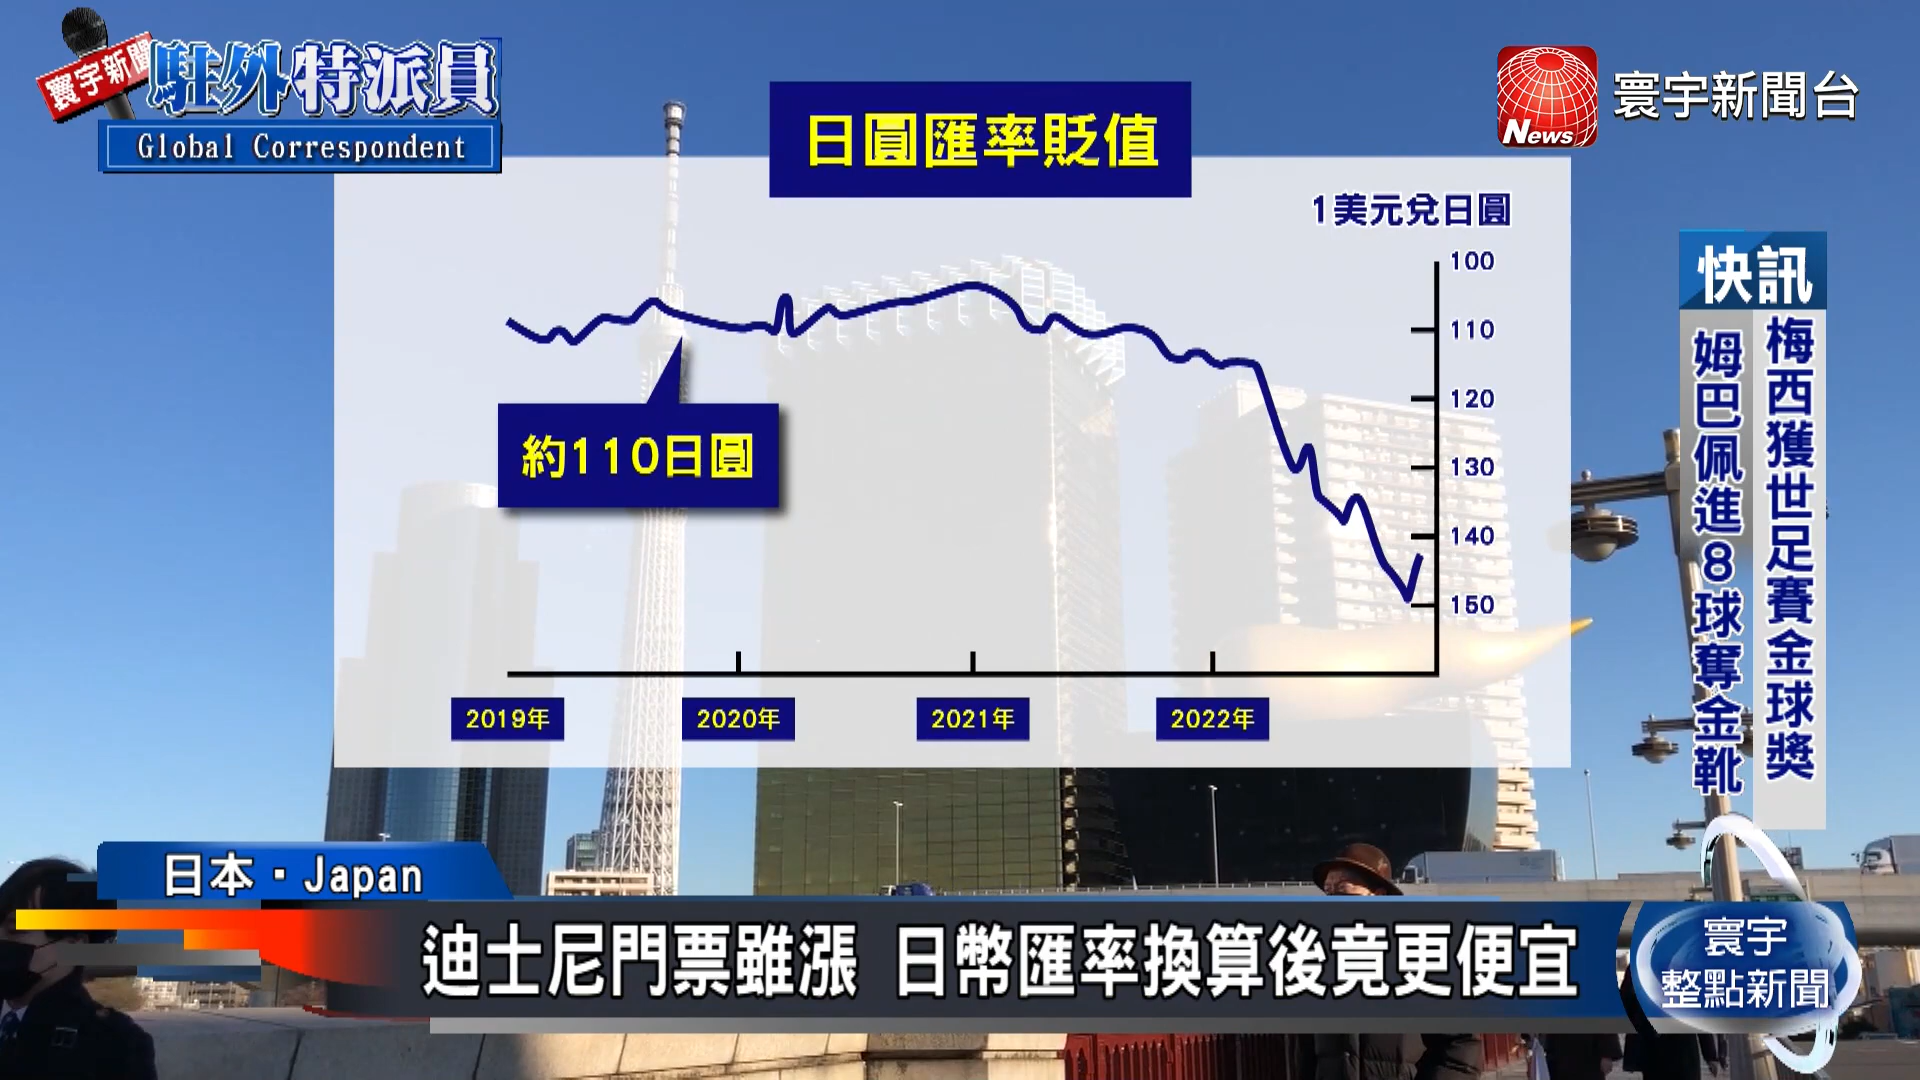 寰宇新聞
駐外特派員
Global Correspondent
日圓匯率貶值
News
寰宇新聞台
1美元兌日圓
100
110
120
130
140
150
約110日圓
2019年
2020年
2021年
2022年
快訊
梅西獲世足賽金球獎
姆巴佩進8球奪金靴
日本・Japan
迪士尼門票雖漲 日幣匯率換算後竟更便宜
寰宇
整點新聞